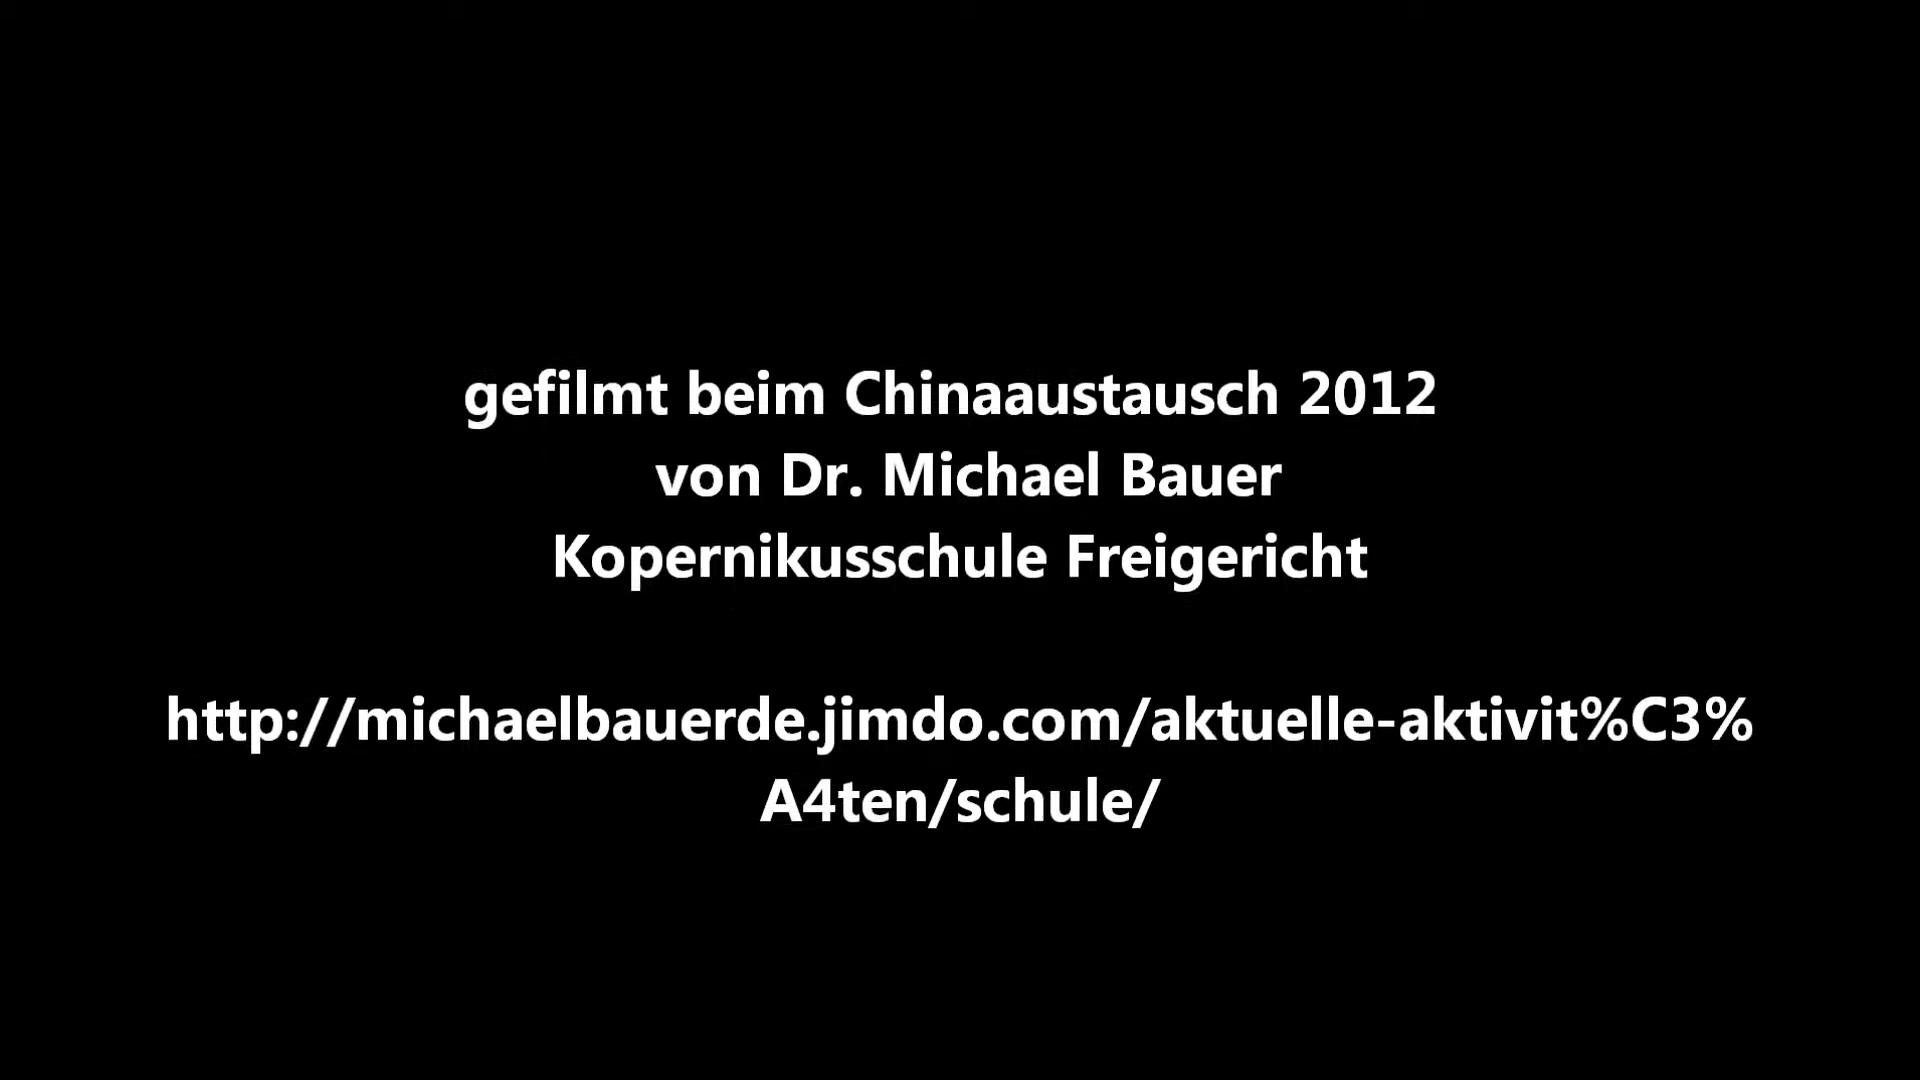 gefilmt beim Chinaaustausch 2012
von Dr. Michael Bauer
Kopernikusschule Freigericht
http://michaelbauerde.jimdo.com/aktuelle-aktivit%C3%
A4ten/schule/